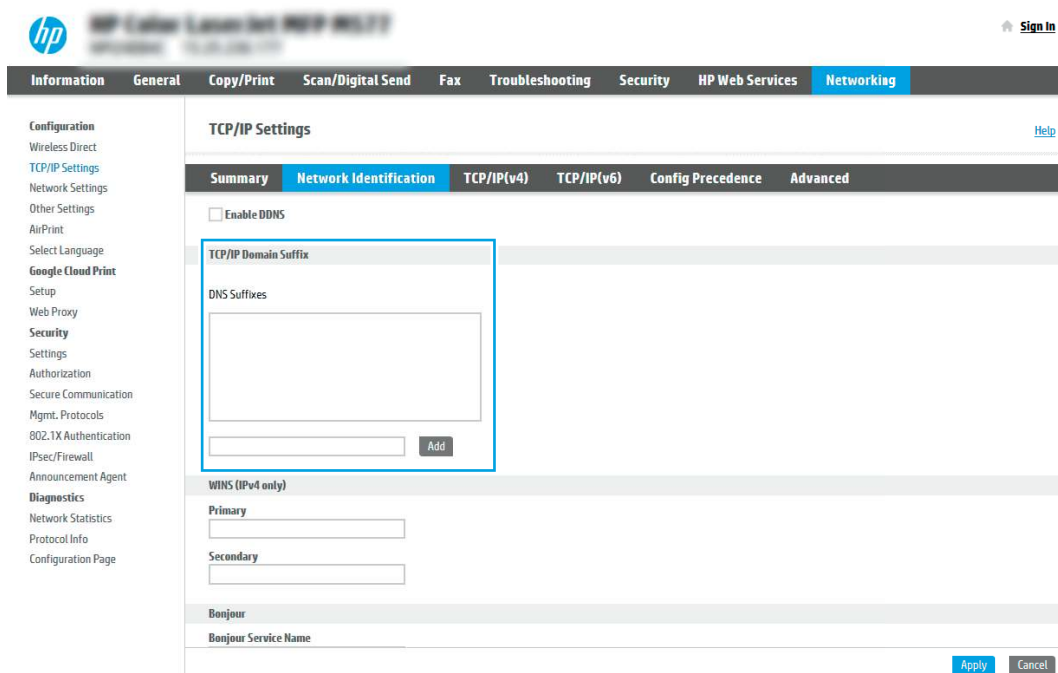 hp
Sign In
Information General Copy/Print Scan/Digital Send Fax Troubleshooting Security HP Web Services Networking
Configuration
Wireless Direct
TCP/IP Settings
Network Settings
Other Settings
AirPrint
Select Language
Google Cloud Print
Setup
Web Proxy
Security
Settings
Authorization
Secure Communication
Mgmt. Protocols
802.1X Authentication
IPsec/Firewall
Announcement Agent
Diagnostics
Network Statistics
Protocol Info
Configuration Page
TCP/IP Settings
Help
Summary Network Identification TCP/IP(v4) TCP/IP(v6) Config Precedence Advanced
Enable DDNS
TCP/IP Domain Suffix
DNS Suffixes
Add
WINS (IPv4 only)
Primary
Secondary
Bonjour
Bonjour Service Name
Apply Cancel